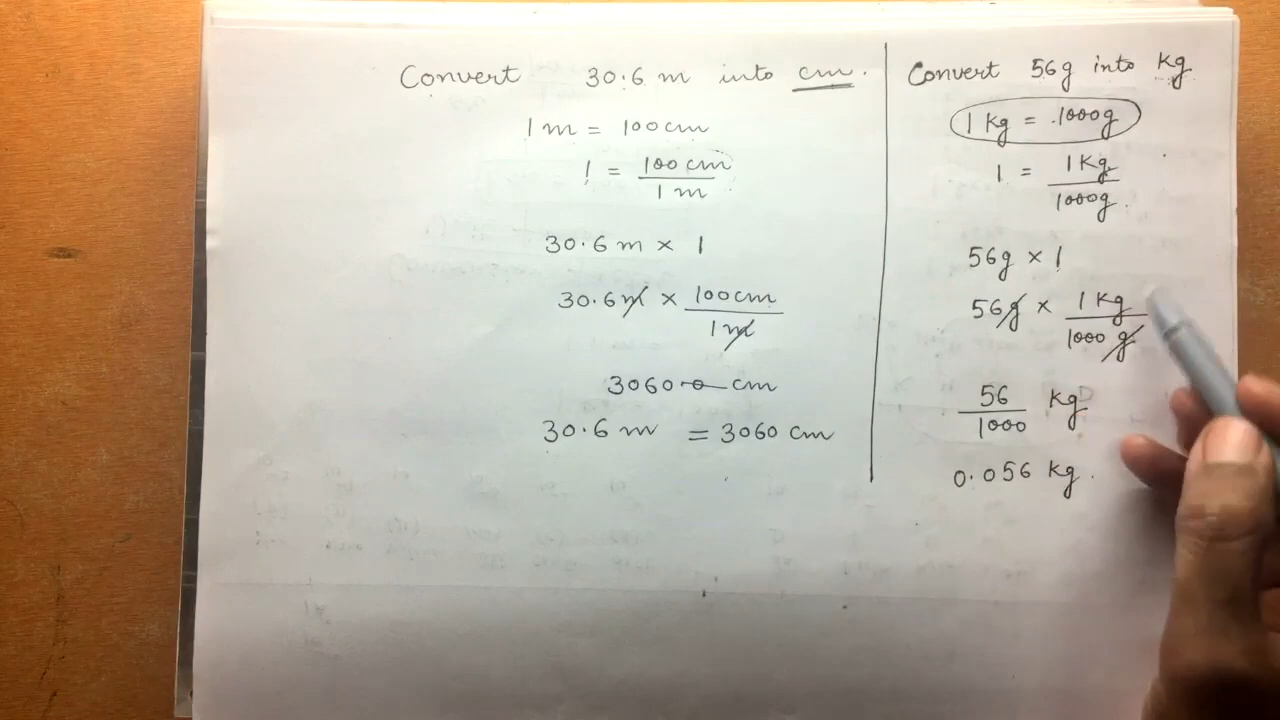 Convert 30.6 m into cm.
1 m = 100 cm
1 = 100 cm / 1 m
30.6 m × 1
30.6 m × 100 cm / 1 m
3060 cm
30.6 m = 3060 cm
Convert 56g into Kg
1 Kg = 1000g
1 = 1 Kg / 1000g
56g × 1
56g × 1 Kg / 1000 g
56 / 1000 Kg
0.056 Kg.